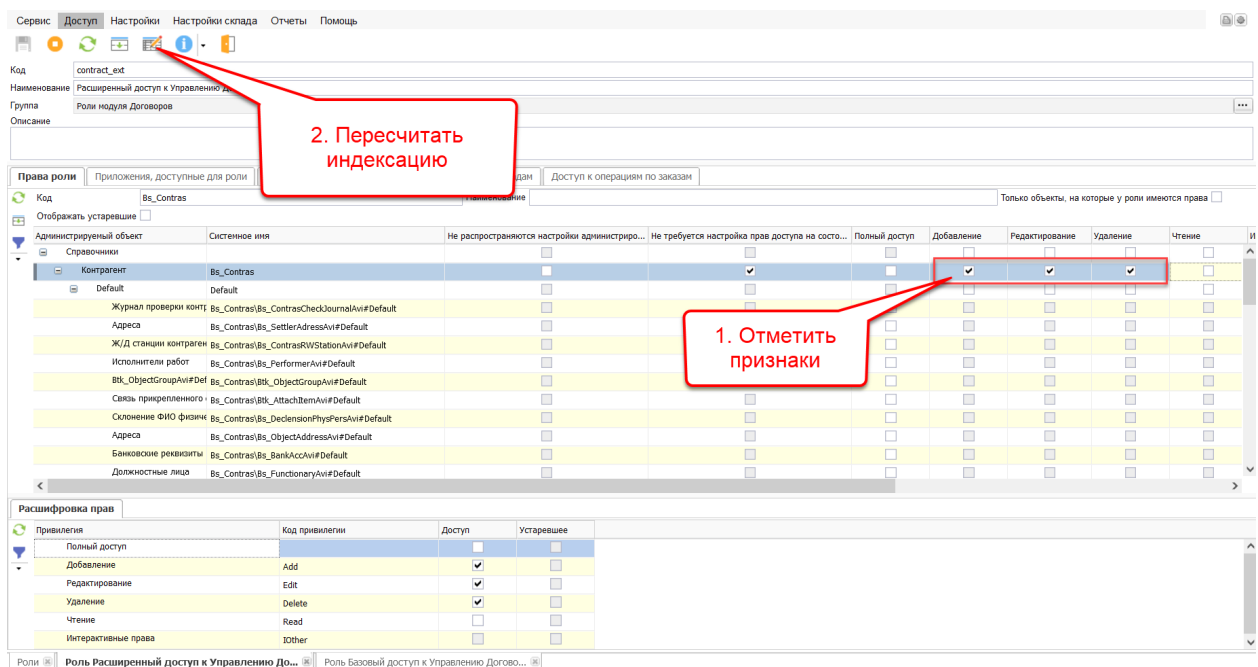 Сервис Доступ Настройки Настройки склада Отчеты Помощь
Код contract_ext
Наименование Расширенный доступ к Управлению До
Группа Роли модуля Договоров ...
Описание
2. Пересчитать
индексацию
Права роли Приложения, доступные для роли дам Доступ к операциям по заказам
Код Bs_Contras Наименование Только объекты, на которые у роли имеются права
Отображать устаревшие
Администрируемый объект Системное имя Не распространяются настройки администриро... Не требуется настройка прав доступа на состо... Полный доступ Добавление Редактирование Удаление Чтение И
Справочники
Контрагент Bs_Contras
Default Default
Журнал проверки контр Bs_Contras\Bs_ContrasCheckJournalAvi#Default
Адреса Bs_Contras\Bs_SettlerAdressAvi#Default
1. Отметить
признаки
Ж/Д станции контраген Bs_Contras\Bs_ContrasRWStationAvi#Default
Исполнители работ Bs_Contras\Bs_PerformerAvi#Default
Btk_ObjectGroupAvi#Def Bs_Contras\Btk_ObjectGroupAvi#Default
Связь прикрепленного Bs_Contras\Btk_AttachItemAvi#Default
Склонение ФИО физиче Bs_Contras\Bs_DeclensionPhysPersAvi#Default
Адреса Bs_Contras\Bs_ObjectAddressAvi#Default
Банковские реквизиты Bs_Contras\Bs_BankAccAvi#Default
Должностные лица Bs_Contras\Bs_FunctionaryAvi#Default
Расшифровка прав
Привилегия Код привилегии Доступ Устаревшее
Полный доступ
Добавление Add
Редактирование Edit
Удаление Delete
Чтение Read
Интерактивные права IOther
Роли Роль Расширенный доступ к Управлению До... Роль Базовый доступ к Управлению Догово...